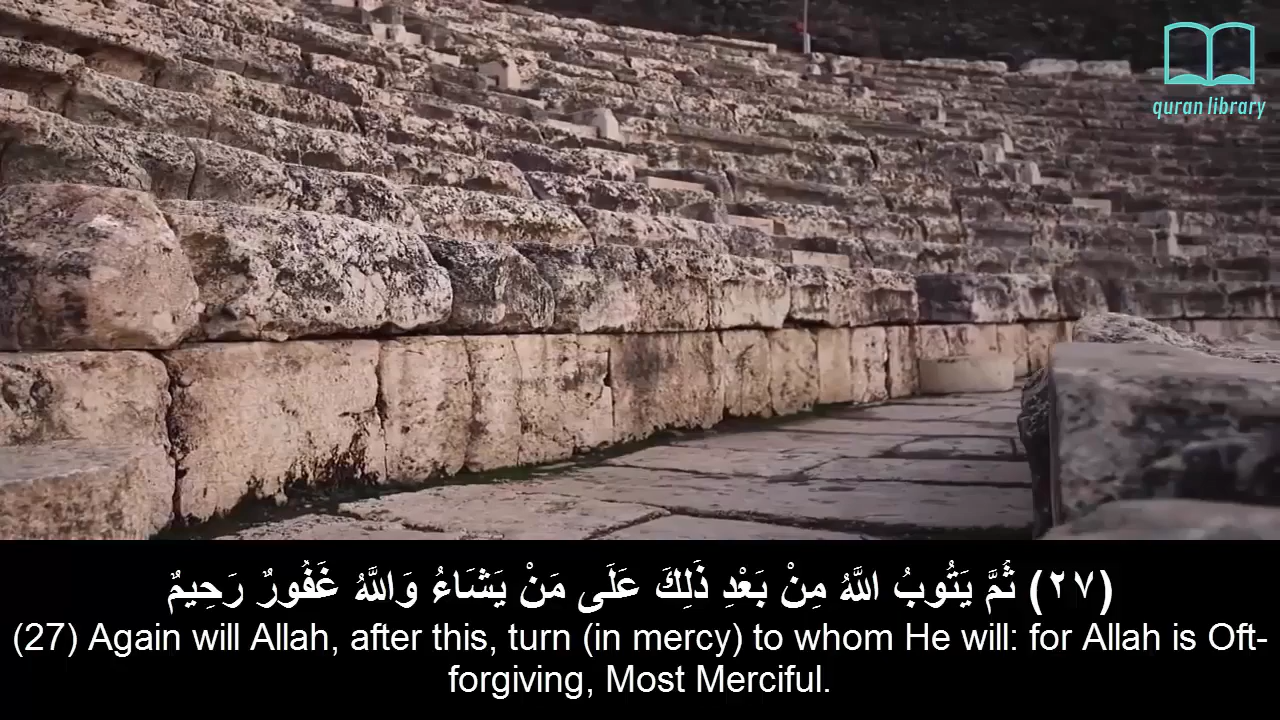 quran library
(٢٧) ثُمَّ يَتُوبُ اللَّهُ مِنْ بَعْدِ ذَلِكَ عَلَى مَنْ يَشَاءُ وَاللَّهُ غَفُورٌ رَحِيمٌ
(27) Again will Allah, after this, turn (in mercy) to whom He will: for Allah is Oft-
forgiving, Most Merciful.